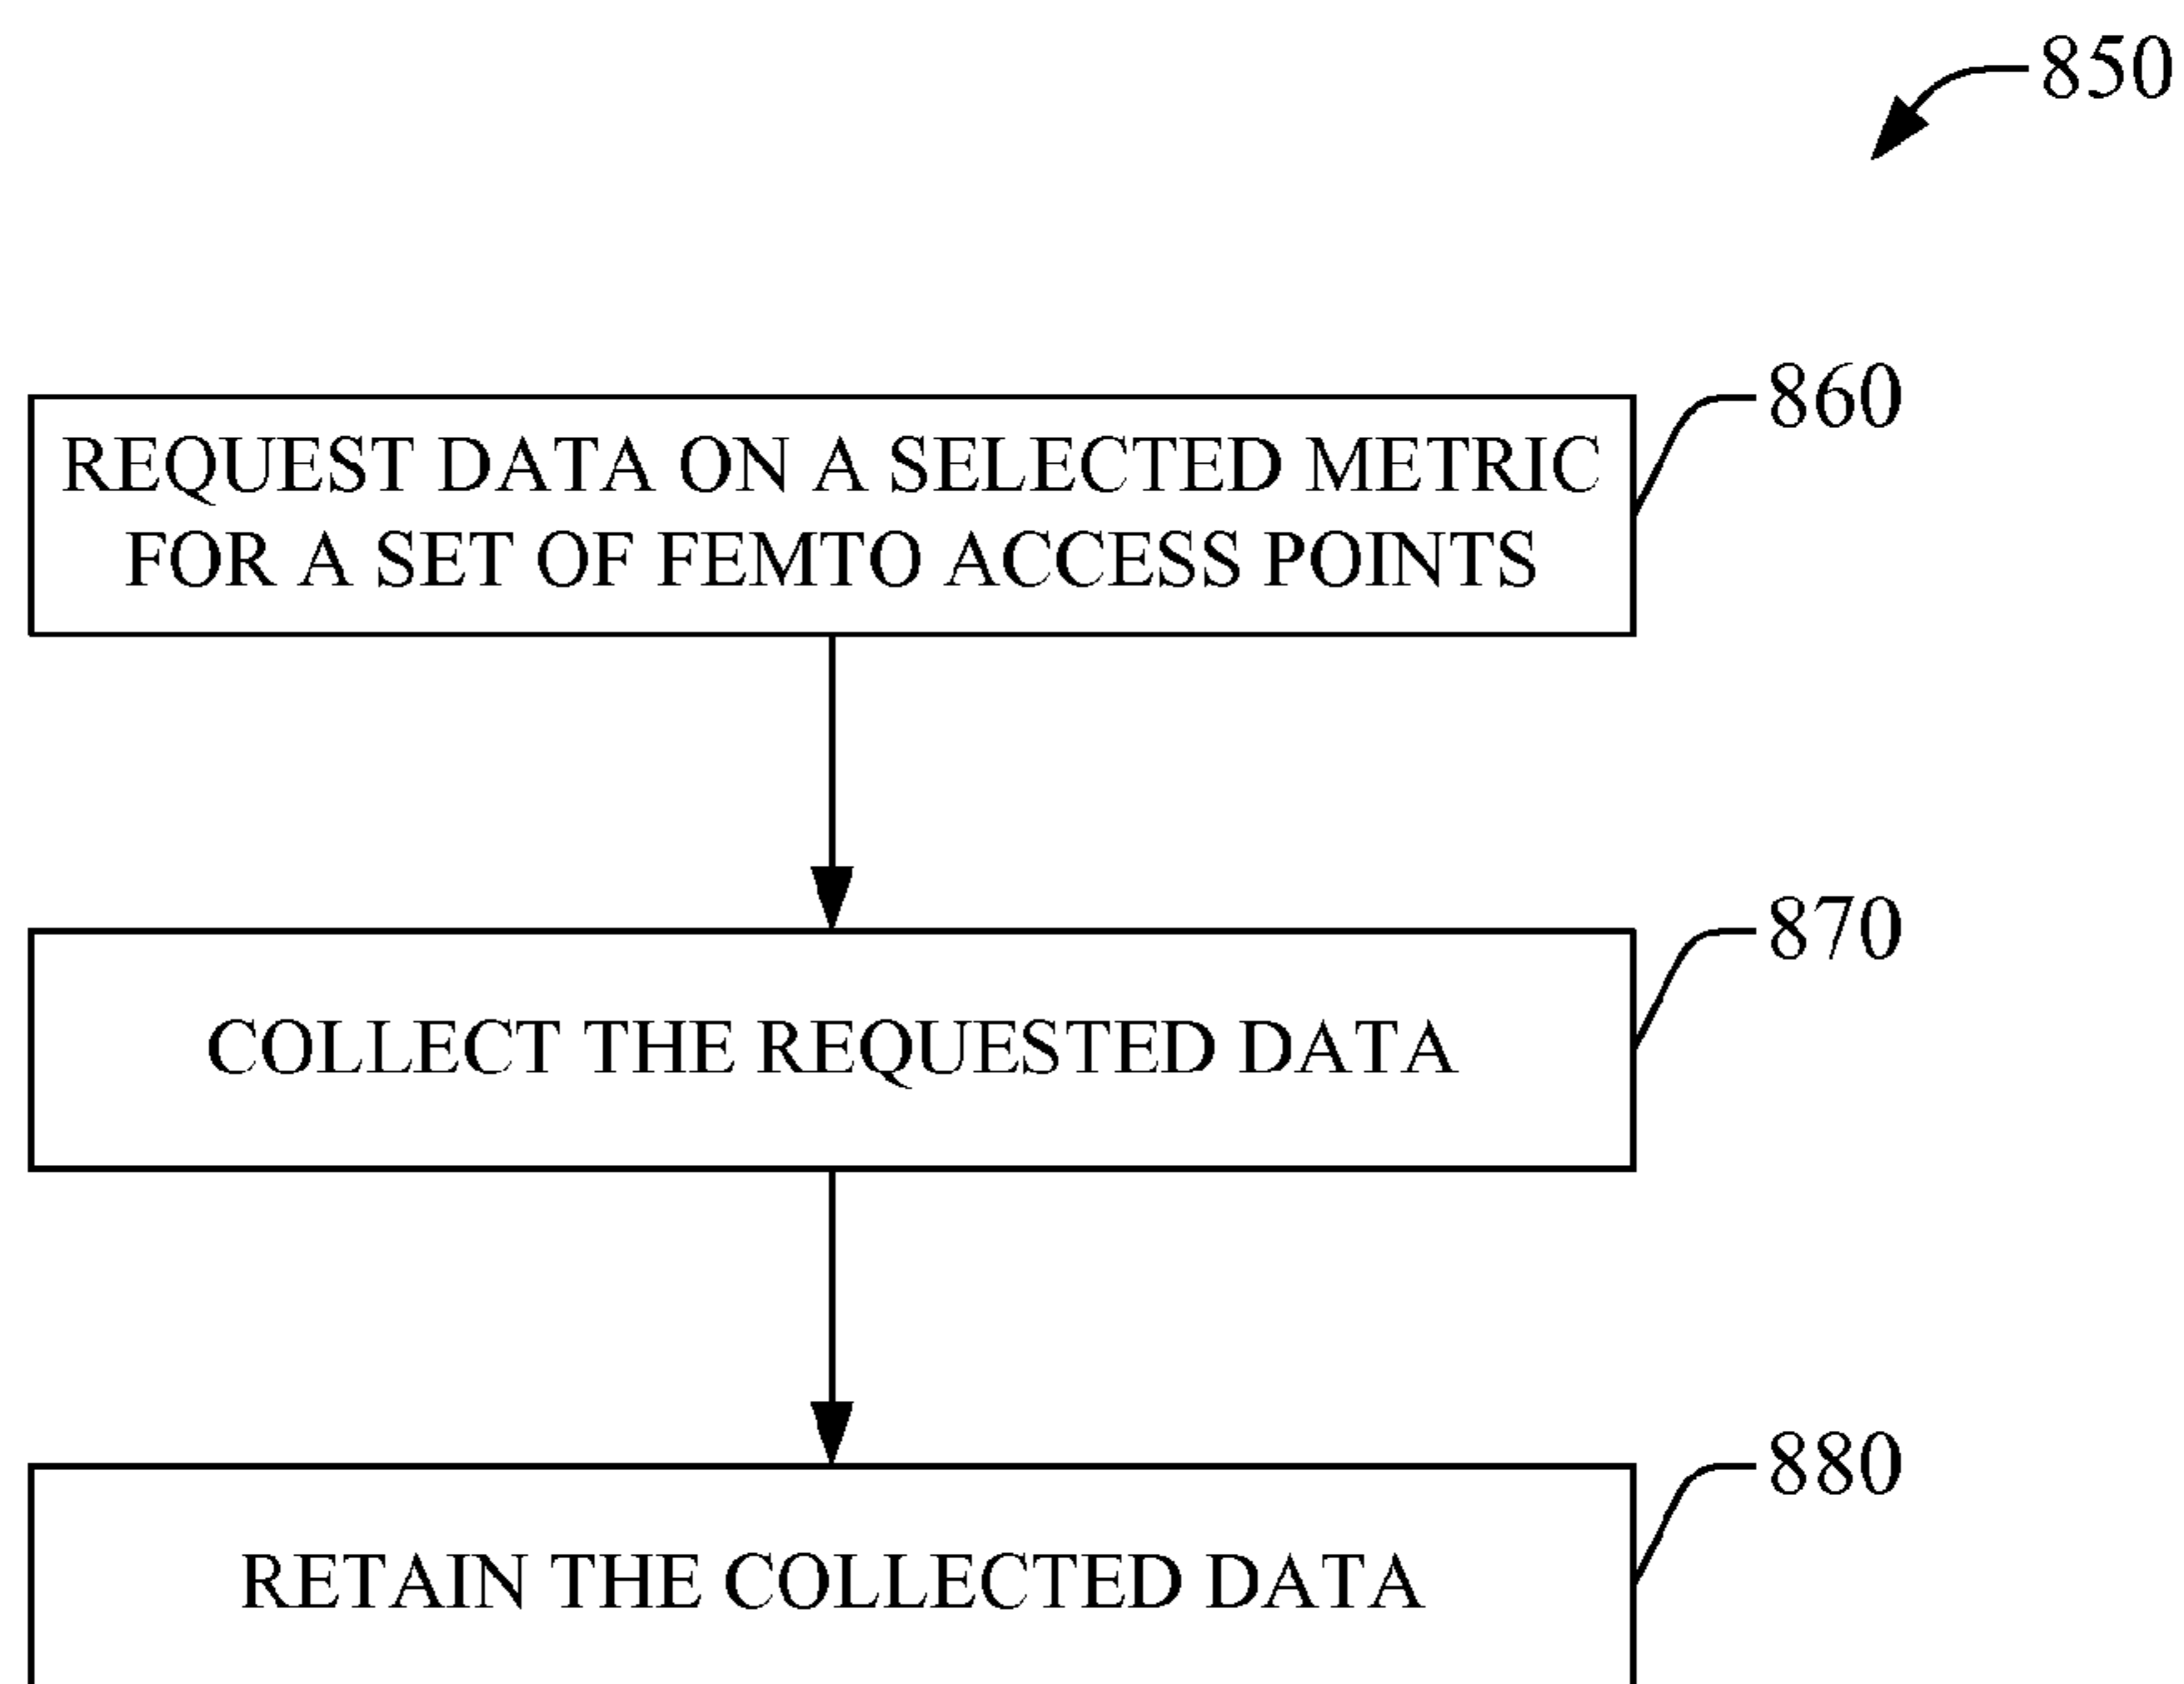 850
860
REQUEST DATA ON A SELECTED METRIC
FOR A SET OF FEMTO ACCESS POINTS
870
COLLECT THE REQUESTED DATA
880
RETAIN THE COLLECTED DATA